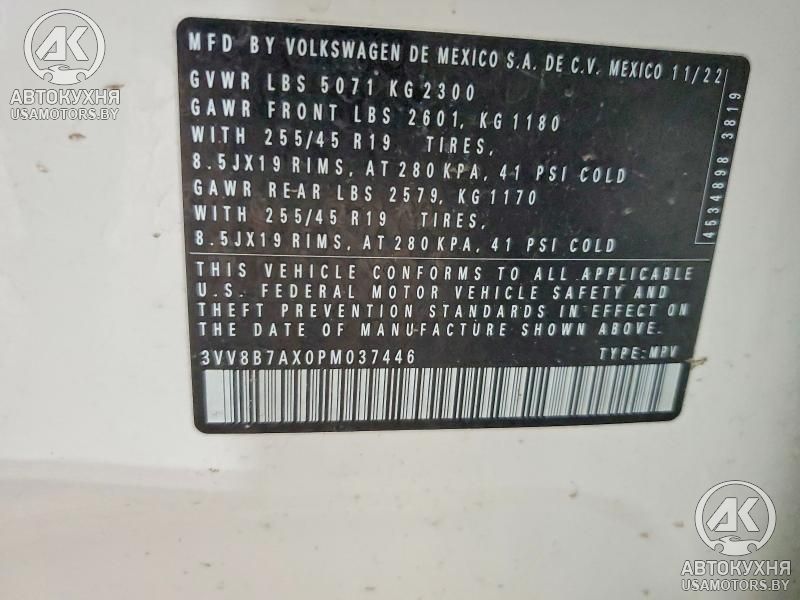 AK
АВТОКУХНЯ
USAMOTORS.BY
MFD BY VOLKSWAGEN DE MEXICO S.A. DE C.V. MEXICO 11/22
GVWR LBS 5071 KG 2300
GAWR FRONT LBS 2601, KG 1180
WITH 255/45 R19 TIRES,
8.5JX19 RIMS, AT 280 KPA, 41 PSI COLD
GAWR REAR LBS 2579, KG 1170
WITH 255/45 R19 TIRES,
8.5JX19 RIMS, AT 280 KPA, 41 PSI COLD
4534898 3819
THIS VEHICLE CONFORMS TO ALL APPLICABLE
U.S. FEDERAL MOTOR VEHICLE SAFETY AND
THEFT PREVENTION STANDARDS IN EFFECT ON
THE DATE OF MANUFACTURE SHOWN ABOVE.
3VV8B7AX0PM037446 TYPE: MPV
AK
АВТОКУХНЯ
USAMOTORS.BY